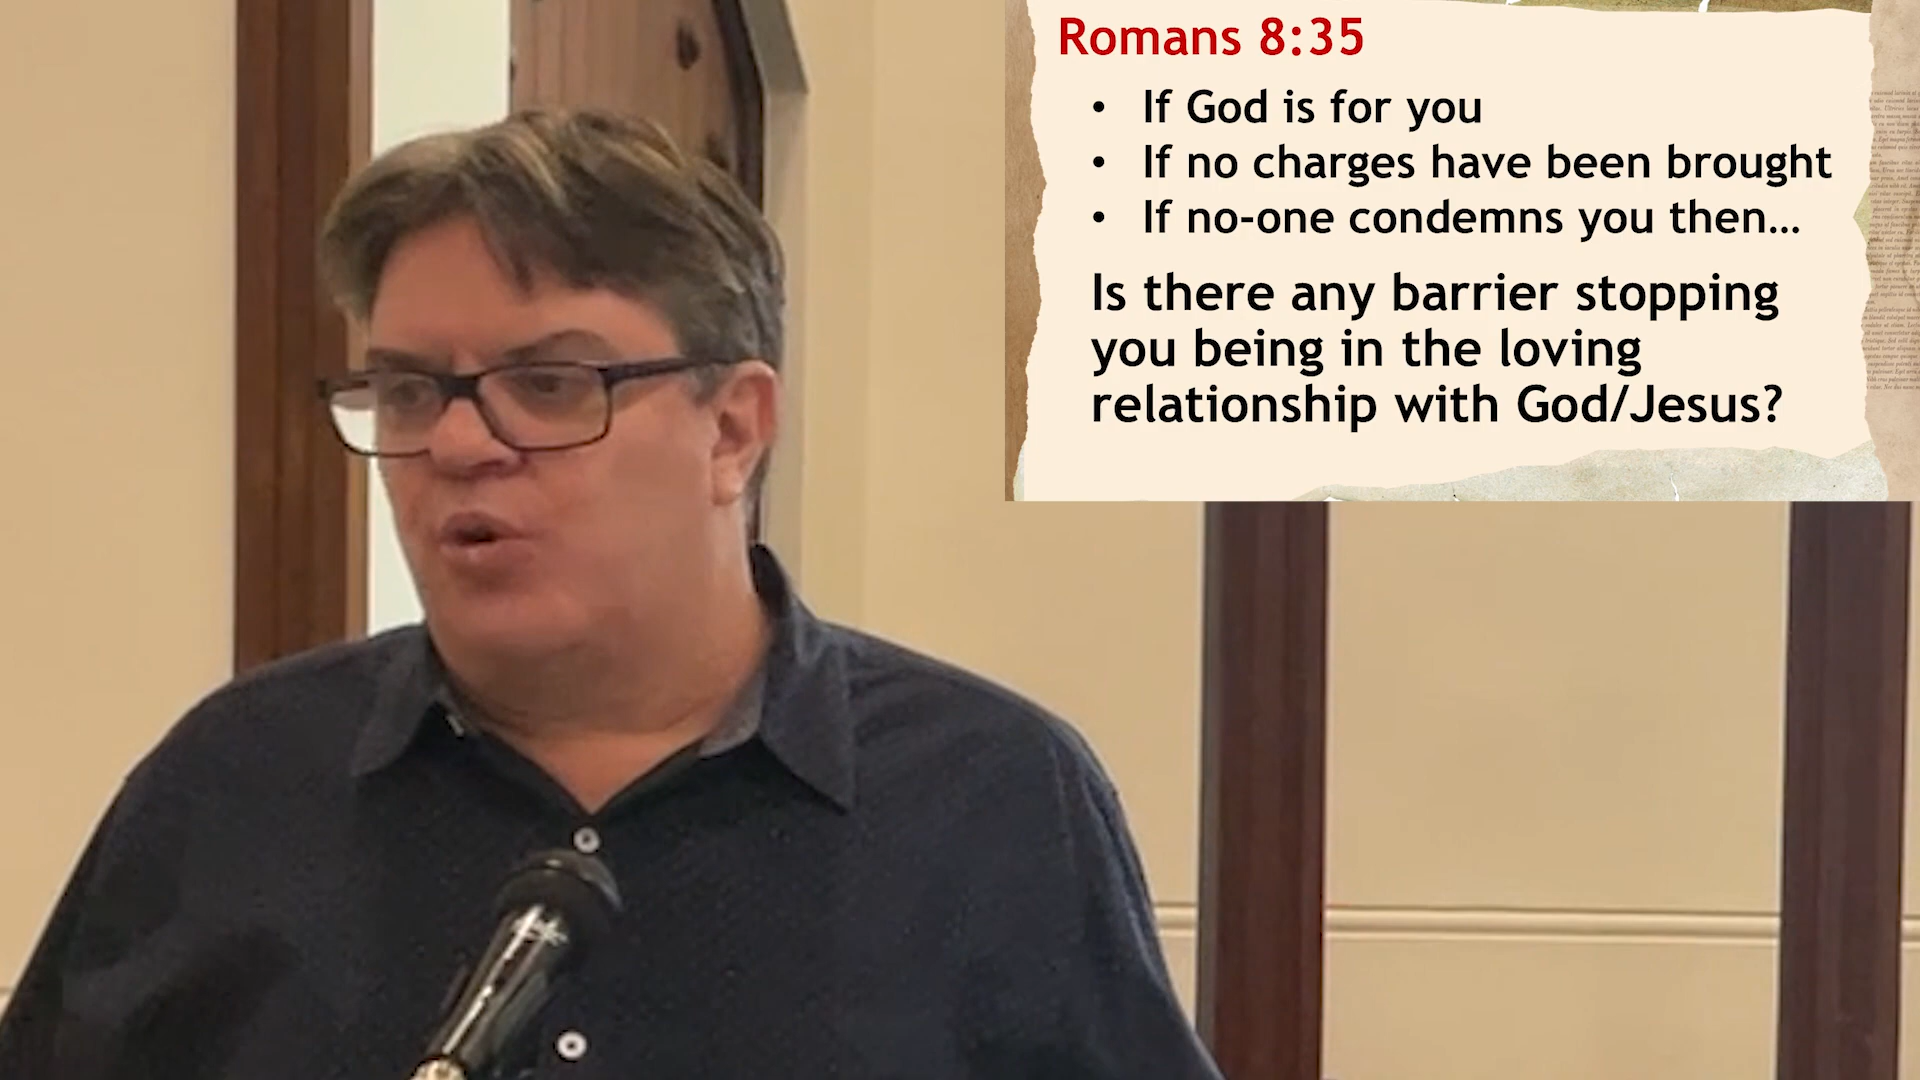 Romans 8:35
• If God is for you
• If no charges have been brought
• If no-one condemns you then...
Is there any barrier stopping
you being in the loving
relationship with God/Jesus?